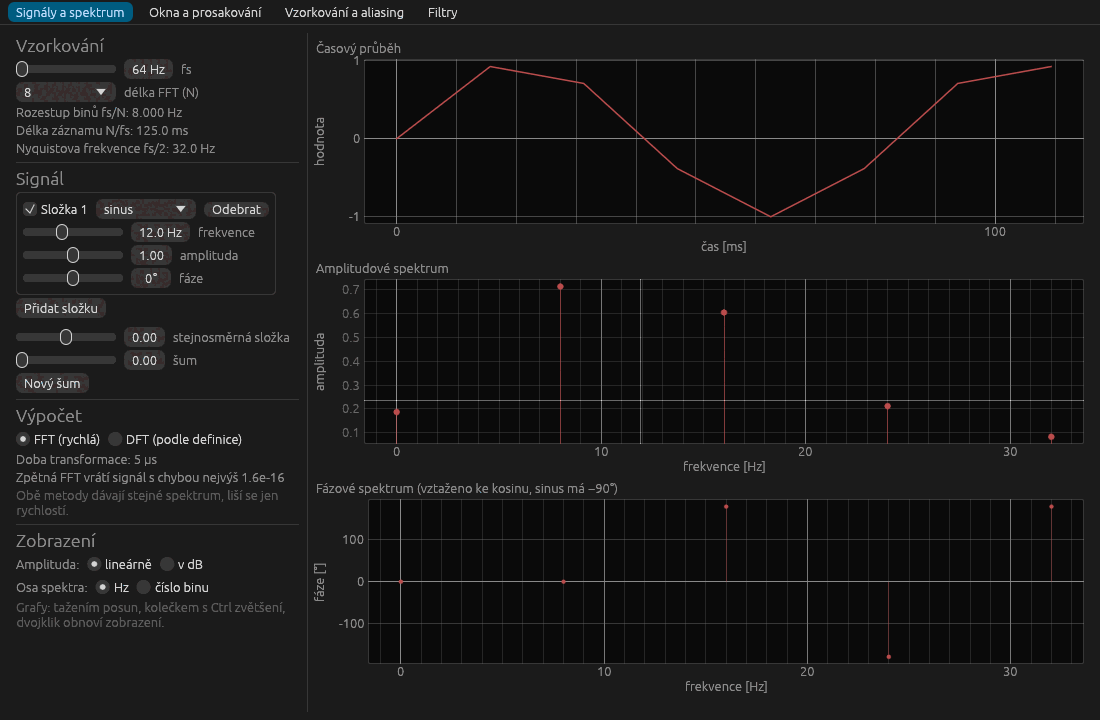 Signály a spektrum Okna a prosakování Vzorkování a aliasing Filtry
Vzorkování
64 Hz fs
8 délka FFT (N)
Rozestup binů fs/N: 8.000 Hz
Délka záznamu N/fs: 125.0 ms
Nyquistova frekvence fs/2: 32.0 Hz
Signál
Složka 1 sinus Odebrat
12.0 Hz frekvence
1.00 amplituda
0° fáze
Přidat složku
0.00 stejnosměrná složka
0.00 šum
Nový šum
Výpočet
FFT (rychlá) DFT (podle definice)
Doba transformace: 5 µs
Zpětná FFT vrátí signál s chybou nejvýš 1.6e-16
Obě metody dávají stejné spektrum, liší se jen
rychlostí.
Zobrazení
Amplituda: lineárně v dB
Osa spektra: Hz číslo binu
Grafy: tažením posun, kolečkem s Ctrl zvětšení,
dvojklik obnoví zobrazení.
Časový průběh
1
0
-1
hodnota
0 100
čas [ms]
Amplitudové spektrum
0.7
0.6
0.5
0.4
0.3
0.2
0.1
amplituda
0 10 20 30
frekvence [Hz]
Fázové spektrum (vztaženo ke kosinu, sinus má −90°)
100
0
-100
fáze [°]
0 10 20 30
frekvence [Hz]